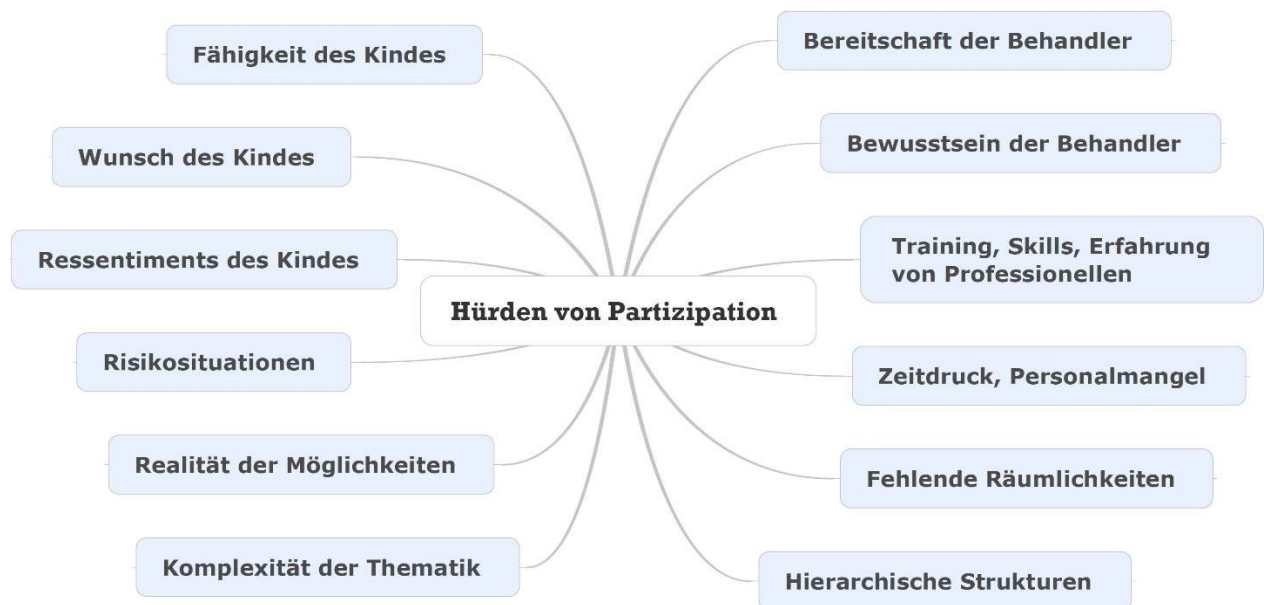 Fähigkeit des Kindes
Wunsch des Kindes
Ressentiments des Kindes
Risikosituationen
Realität der Möglichkeiten
Komplexität der Thematik
Hürden von Partizipation
Bereitschaft der Behandler
Bewusstsein der Behandler
Training, Skills, Erfahrung
von Professionellen
Zeitdruck, Personalmangel
Fehlende Räumlichkeiten
Hierarchische Strukturen